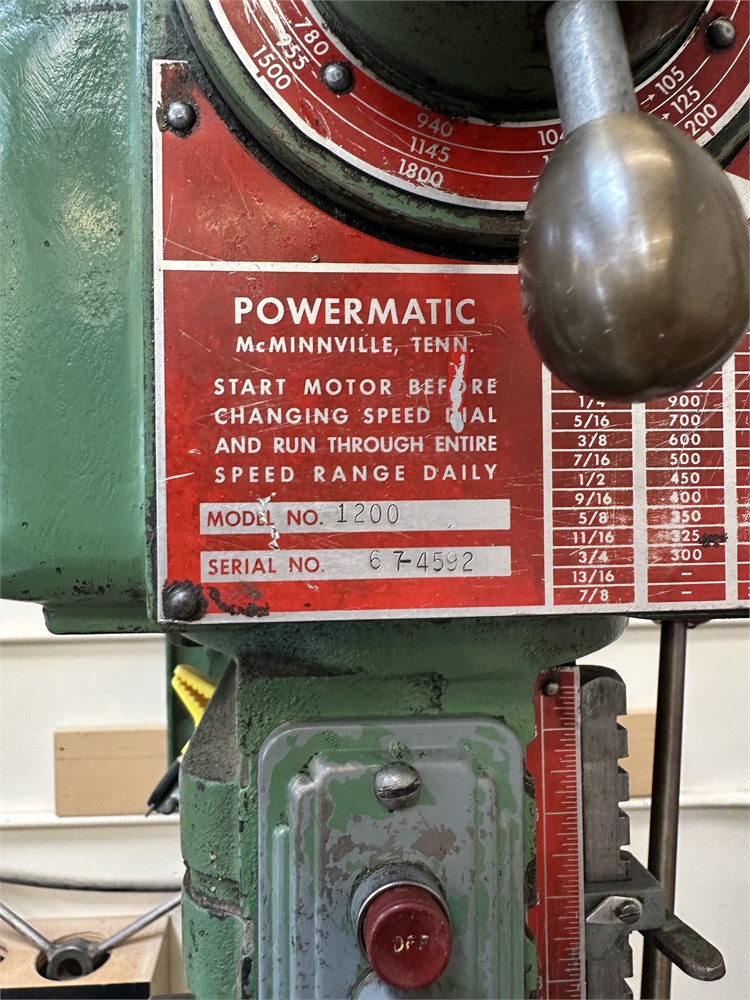 780
955
1500
940
1145
1800
105
125
200
POWERMATIC
McMINNVILLE, TENN.
START MOTOR BEFORE
CHANGING SPEED DIAL
AND RUN THROUGH ENTIRE
SPEED RANGE DAILY
MODEL NO. 1200
SERIAL NO. 67-4592
1/4 900
5/16 700
3/8 600
7/16 500
1/2 450
9/16 400
5/8 350
11/16 325
3/4 300
13/16 -
7/8 -
OFF